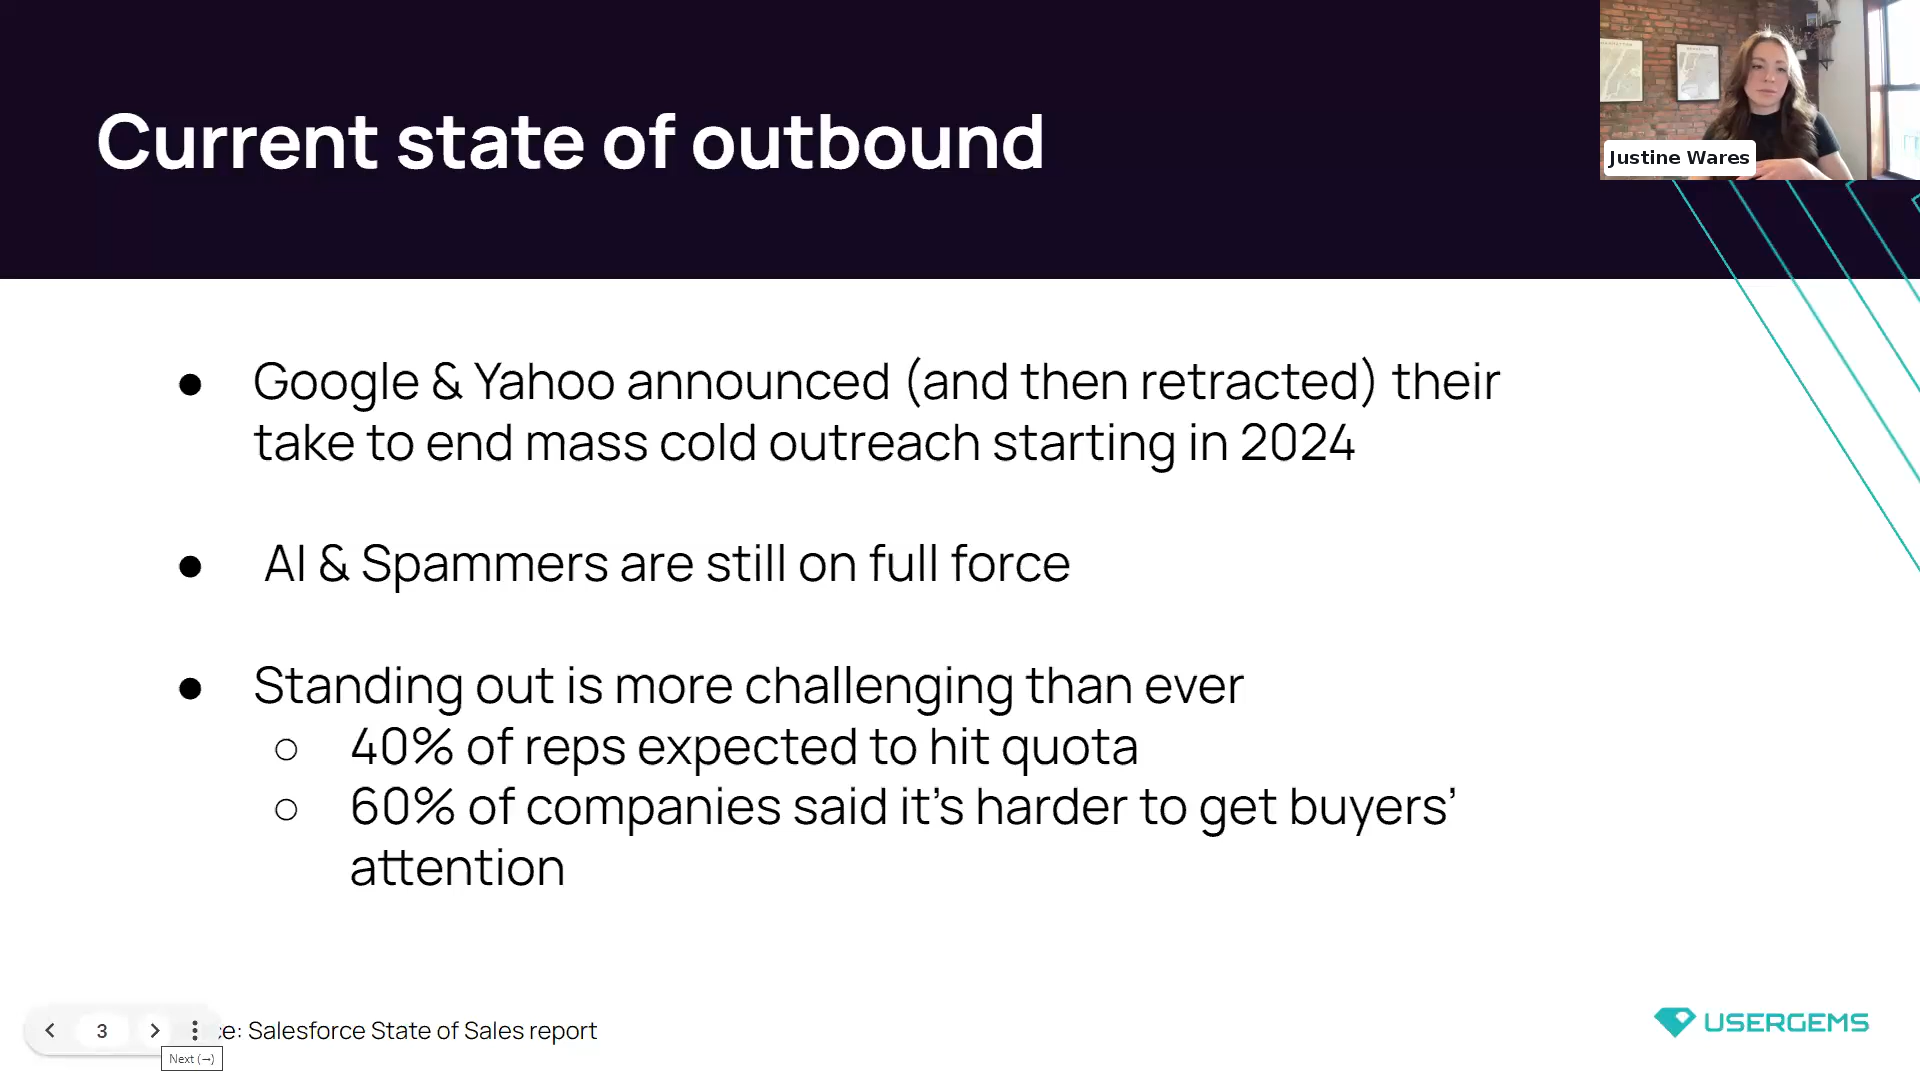 Current state of outbound
Justine Wares
● Google & Yahoo announced (and then retracted) their
take to end mass cold outreach starting in 2024
● AI & Spammers are still on full force
● Standing out is more challenging than ever
○ 40% of reps expected to hit quota
○ 60% of companies said it’s harder to get buyers’
attention
3
ce: Salesforce State of Sales report
Next (→)
USERGEMS